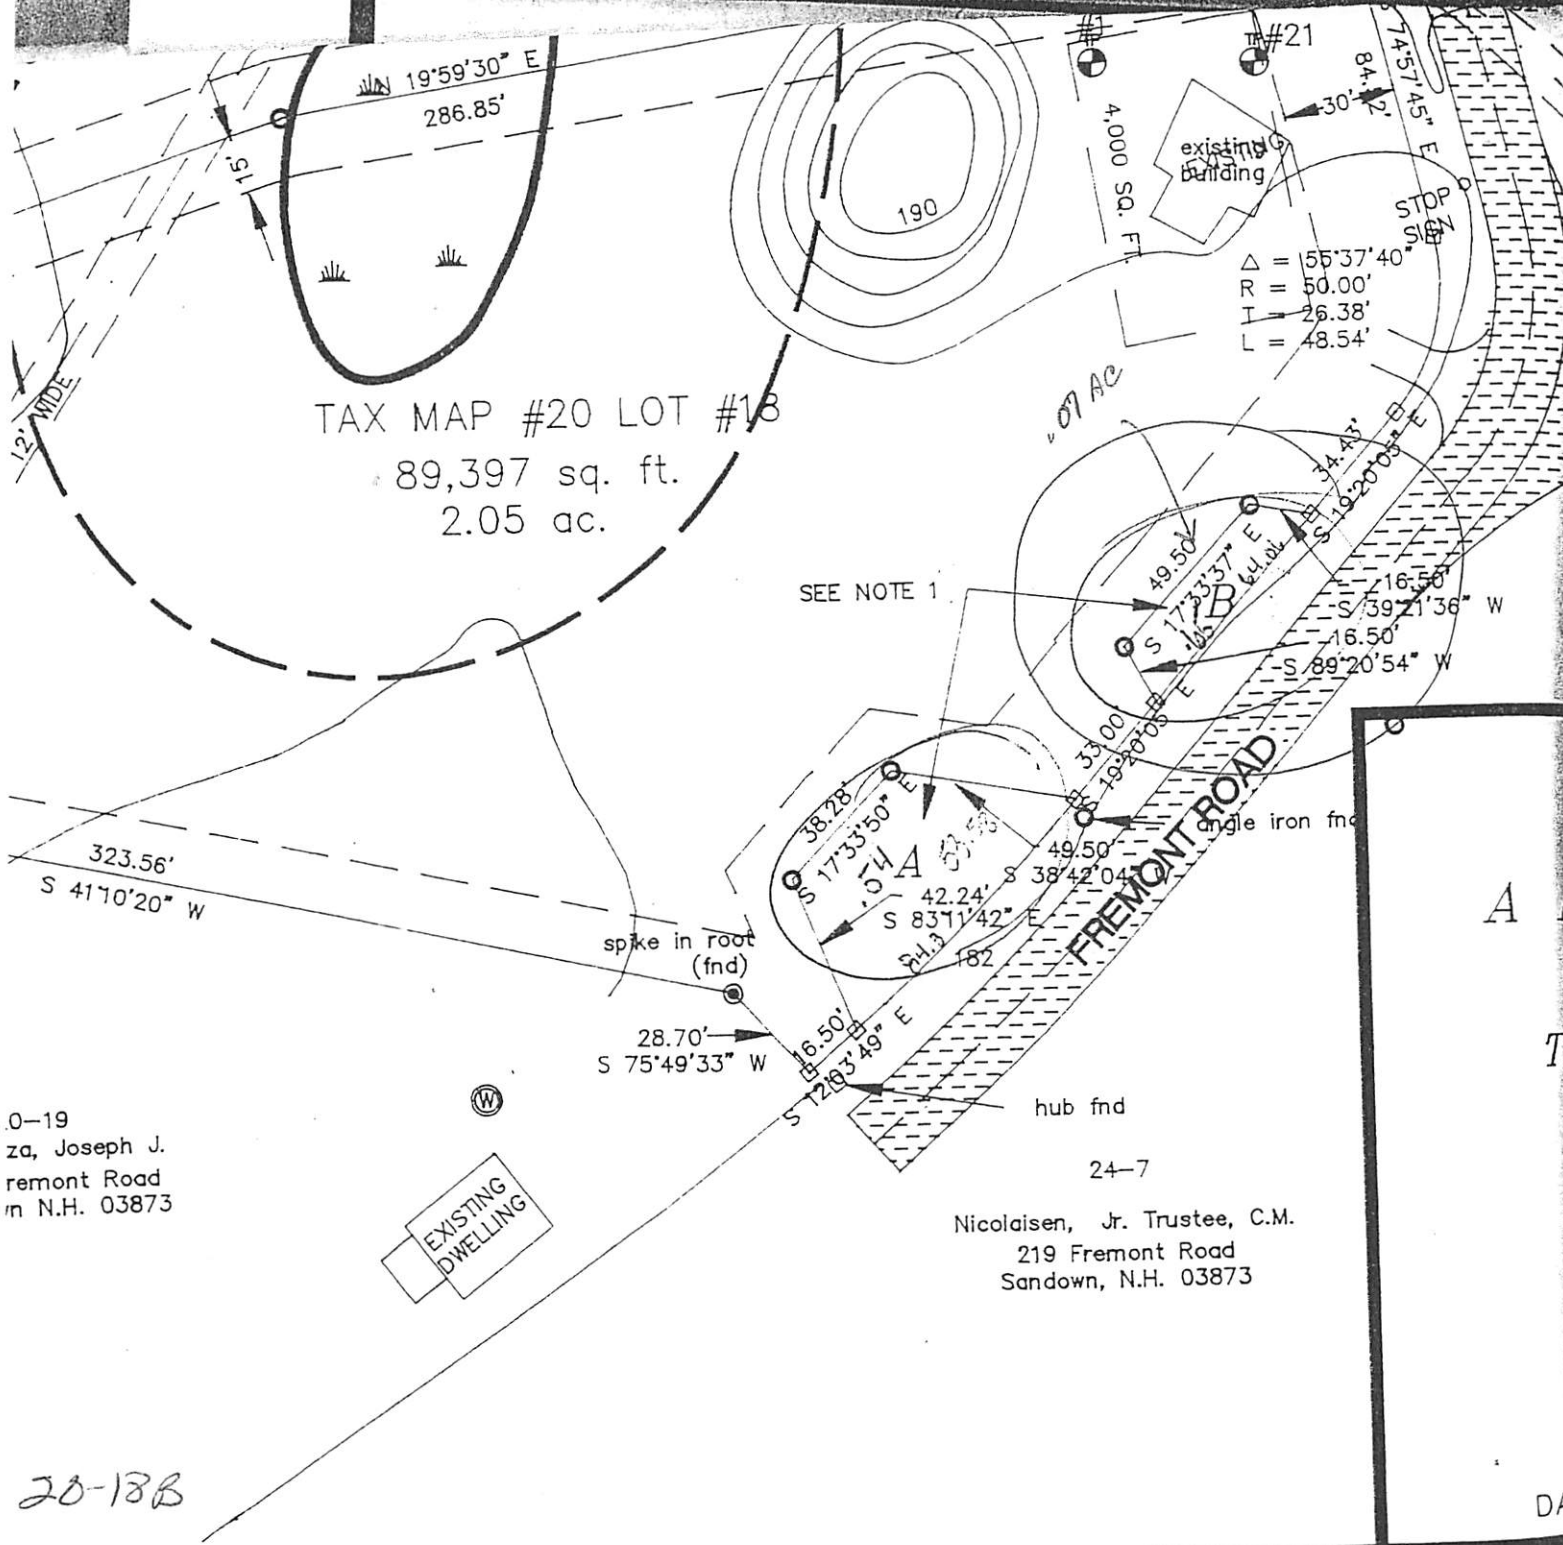 N 19°59'30" E
286.85'
15'
12' WIDE
190
#21
4,000 SQ. FT.
existing
building
EXISTING
30'
84.12'
S 74°57'45" E
STOP
SIGN
Δ = 55°37'40"
R = 50.00'
T = 26.38'
L = 48.54'
TAX MAP #20 LOT #18
89,397 sq. ft.
2.05 ac.
.07 AC
34.43'
S 19°20'05" E
SEE NOTE 1
49.50'
S 17°33'37" E
B
16.50'
S 39°21'36" W
16.50'
S 89°20'54" W
33.00'
S 19°20'05" E
FREMONT ROAD
angle iron fnd
38.28'
S 17°33'50" E
A
.54
49.50'
S 38°42'04"
42.24'
S 83°11'42" E
182
323.56'
S 41°10'20" W
spike in root
(fnd)
28.70'
S 75°49'33" W
16.50'
S 12°03'49" E
hub fnd
W
0-19
za, Joseph J.
remont Road
n N.H. 03873
EXISTING
DWELLING
24-7
Nicolaisen, Jr. Trustee, C.M.
219 Fremont Road
Sandown, N.H. 03873
A
T
DA
20-18B